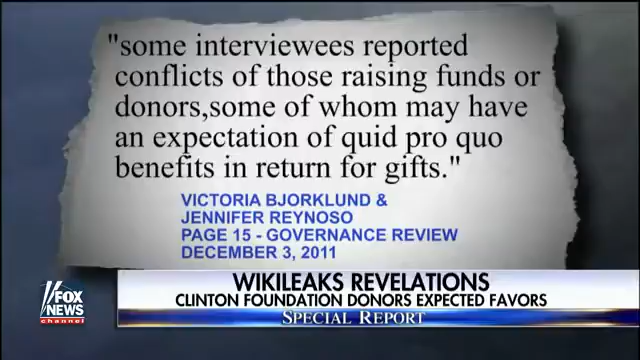 "some interviewees reported
conflicts of those raising funds or
donors,some of whom may have
an expectation of quid pro quo
benefits in return for gifts."
VICTORIA BJORKLUND &
JENNIFER REYNOSO
PAGE 15 - GOVERNANCE REVIEW
DECEMBER 3, 2011
WIKILEAKS REVELATIONS
CLINTON FOUNDATION DONORS EXPECTED FAVORS
SPECIAL REPORT
FOX
NEWS
channel